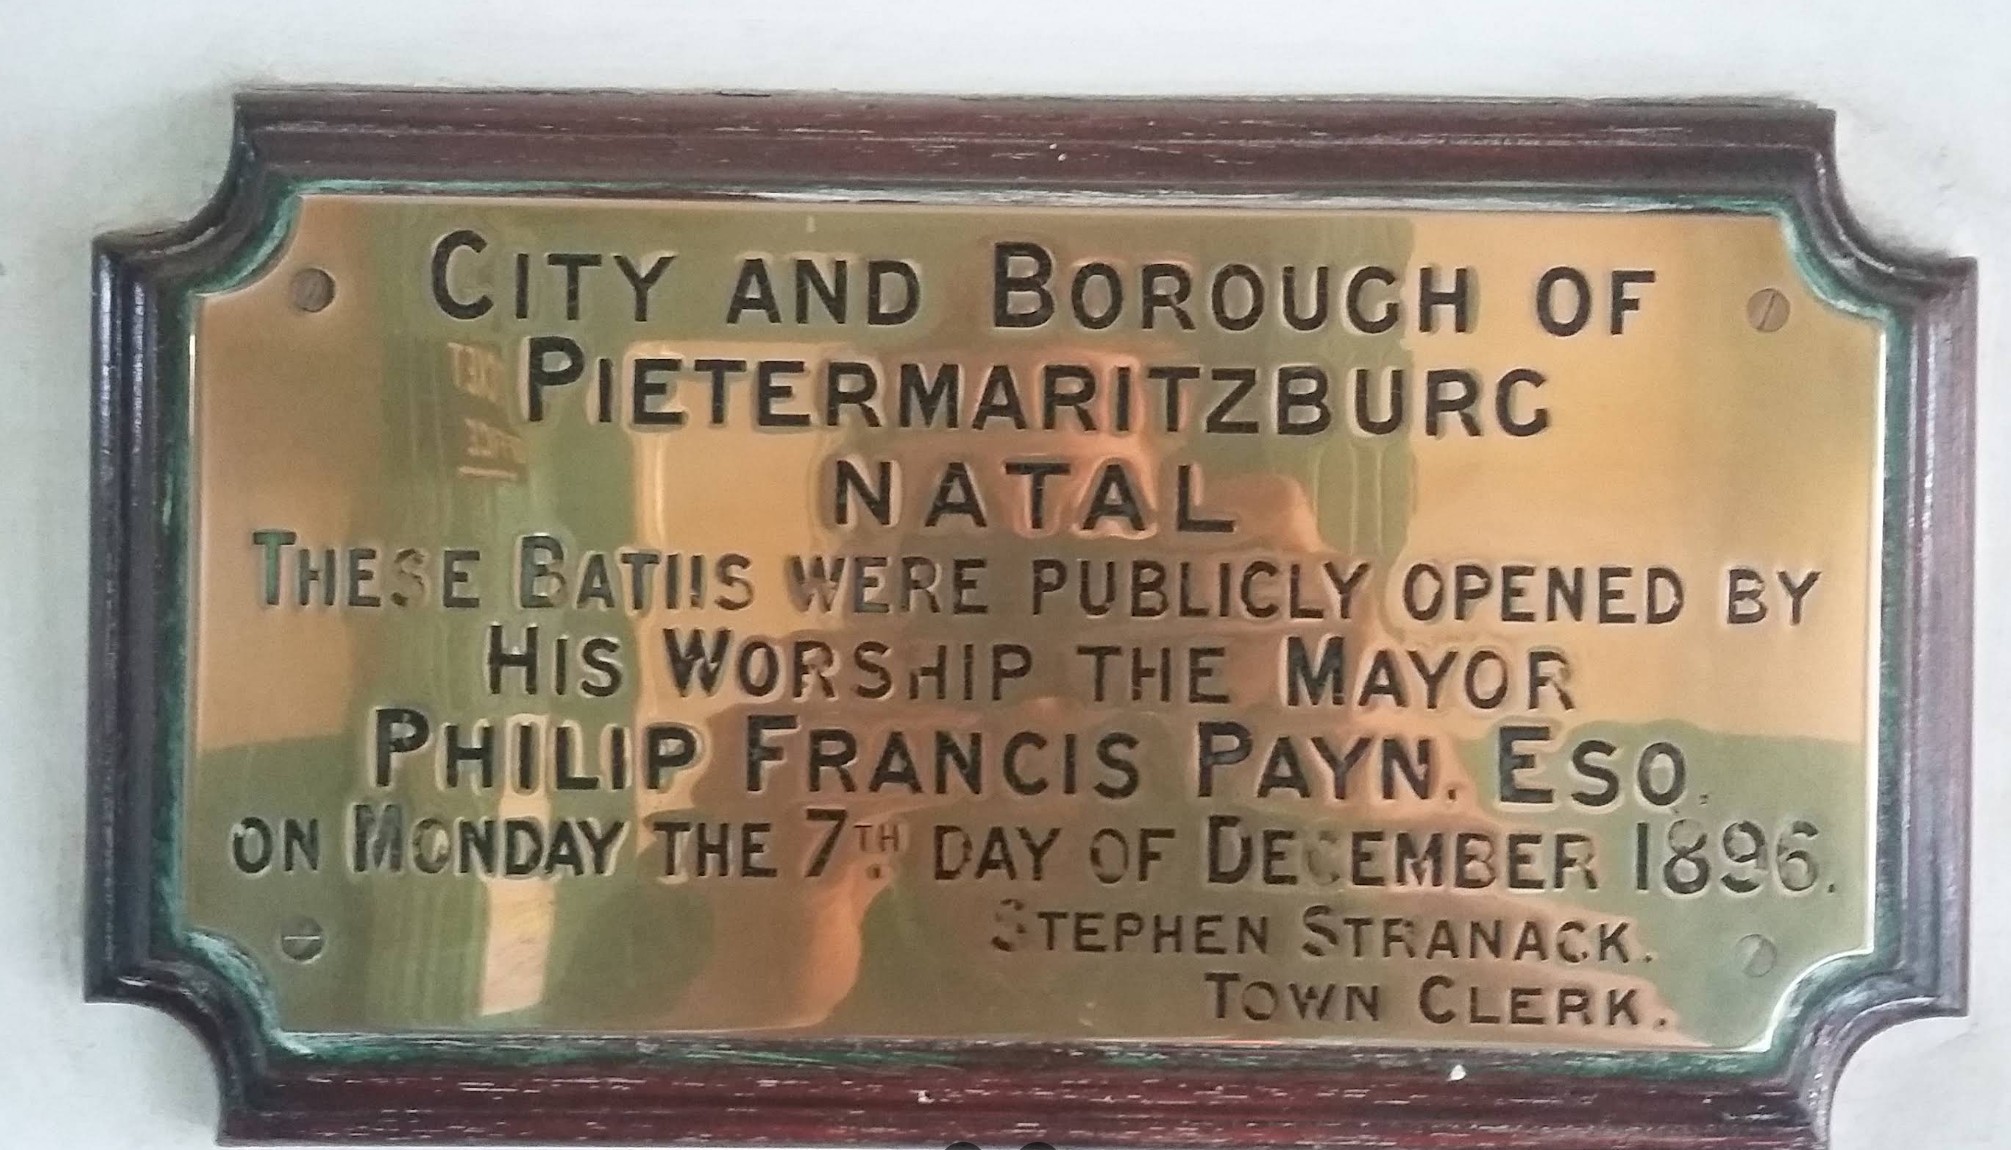 CITY AND BOROUGH OF
PIETERMARITZBURG
NATAL
THESE BATHS WERE PUBLICLY OPENED BY
HIS WORSHIP THE MAYOR
PHILIP FRANCIS PAYN. ESQ.
ON MONDAY THE 7TH. DAY OF DECEMBER 1896.
STEPHEN STRANACK.
TOWN CLERK.